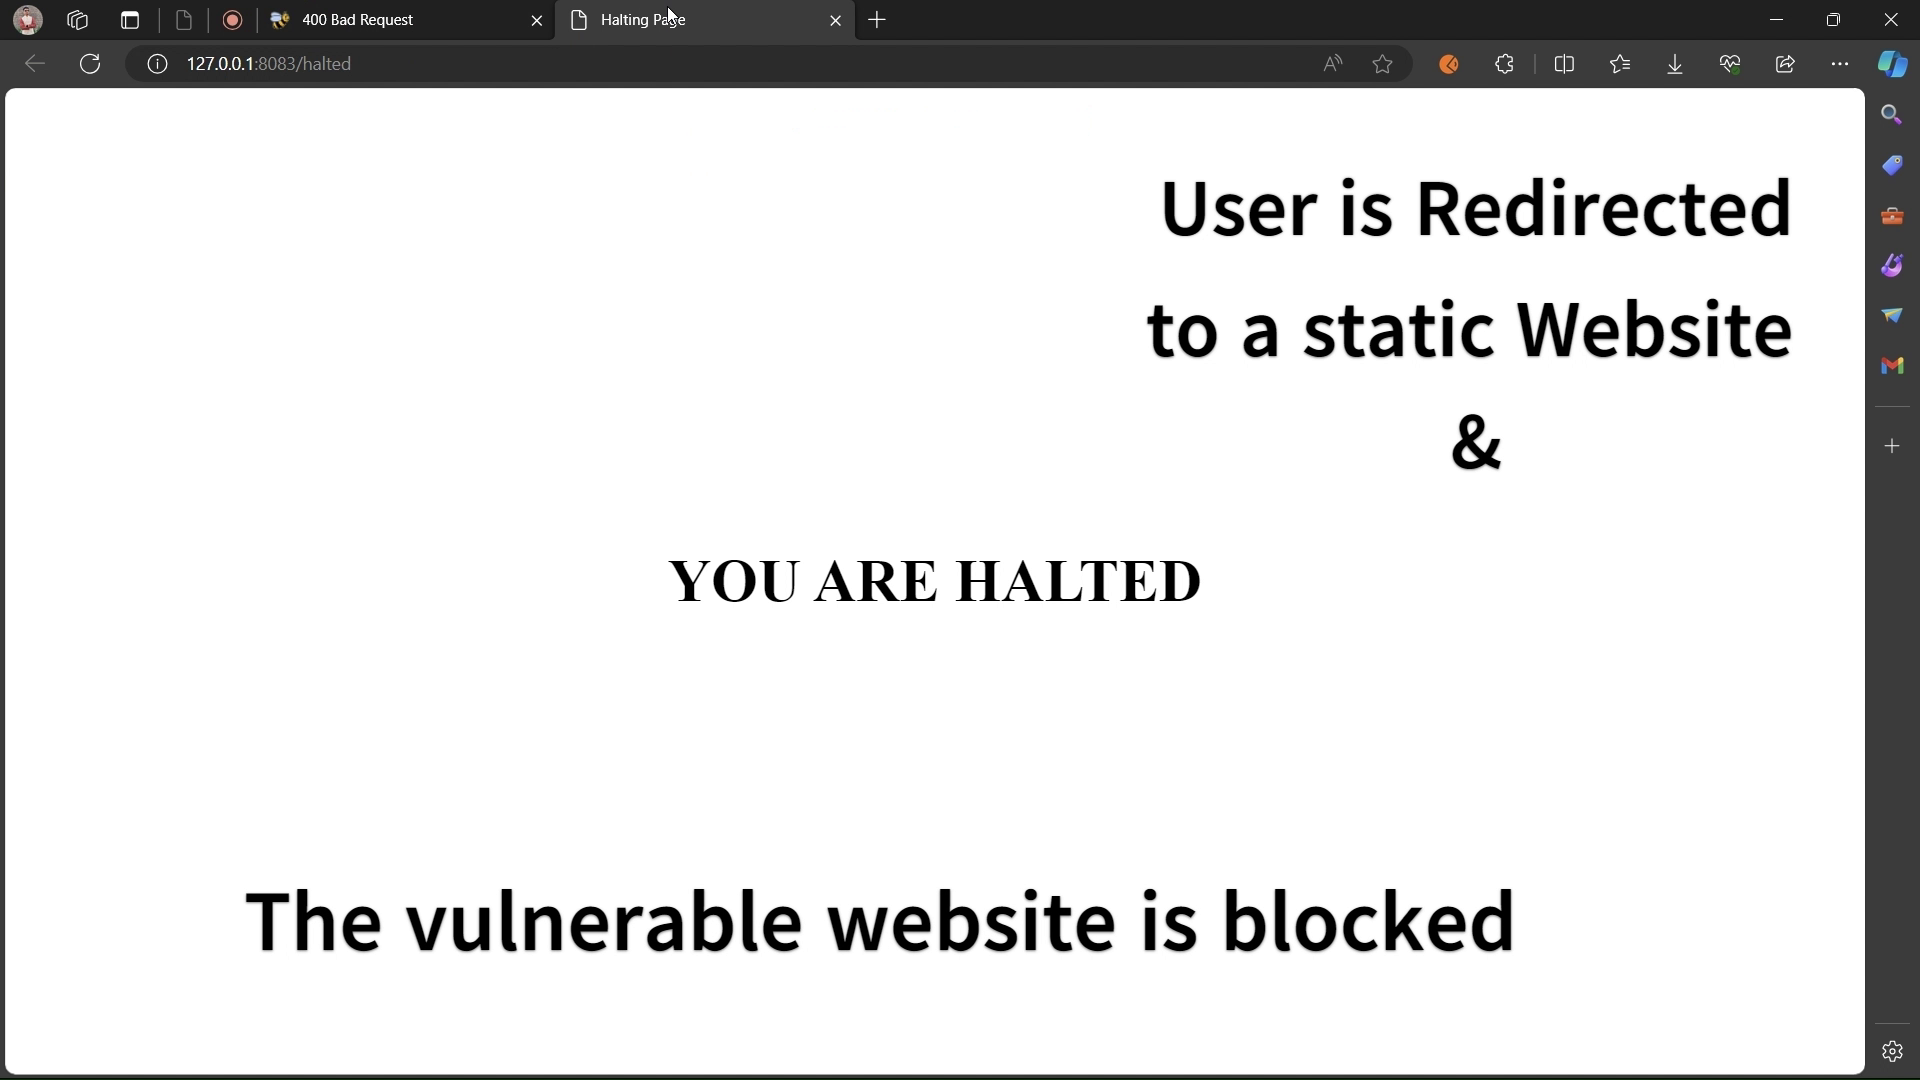 400 Bad Request
Halting Page
127.0.0.1:8083/halted
User is Redirected
to a static Website
&
YOU ARE HALTED
The vulnerable website is blocked